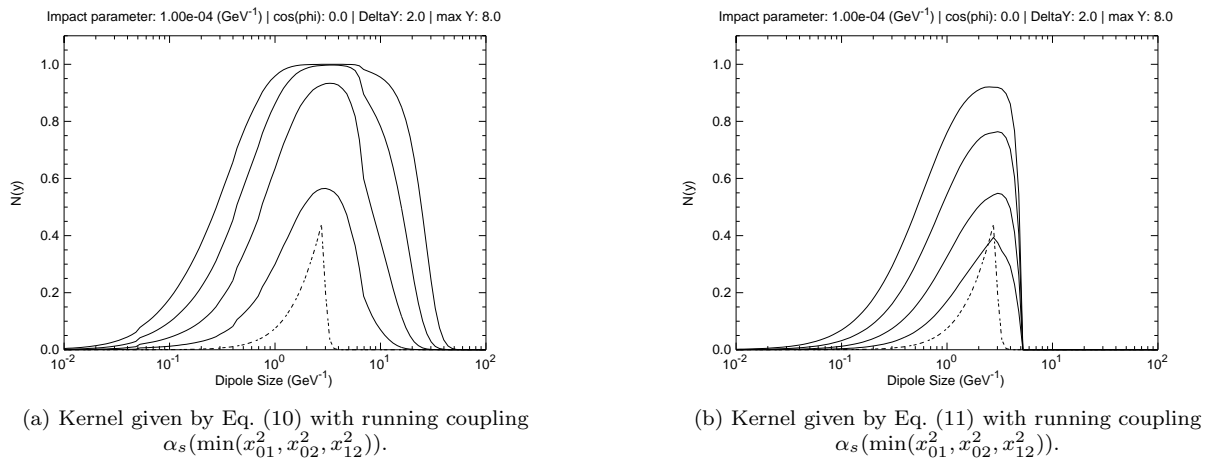 Impact parameter: 1.00e-04 (GeV⁻¹) | cos(phi): 0.0 | DeltaY: 2.0 | max Y: 8.0
N(y)
1.0
0.8
0.6
0.4
0.2
0.0
10⁻² 10⁻¹ 10⁰ 10¹ 10²
Dipole Size (GeV⁻¹)
(a) Kernel given by Eq. (10) with running coupling
αₛ(min(x²₀₁, x²₀₂, x²₁₂)).
Impact parameter: 1.00e-04 (GeV⁻¹) | cos(phi): 0.0 | DeltaY: 2.0 | max Y: 8.0
N(y)
1.0
0.8
0.6
0.4
0.2
0.0
10⁻² 10⁻¹ 10⁰ 10¹ 10²
Dipole Size (GeV⁻¹)
(b) Kernel given by Eq. (11) with running coupling
αₛ(min(x²₀₁, x²₀₂, x²₁₂)).